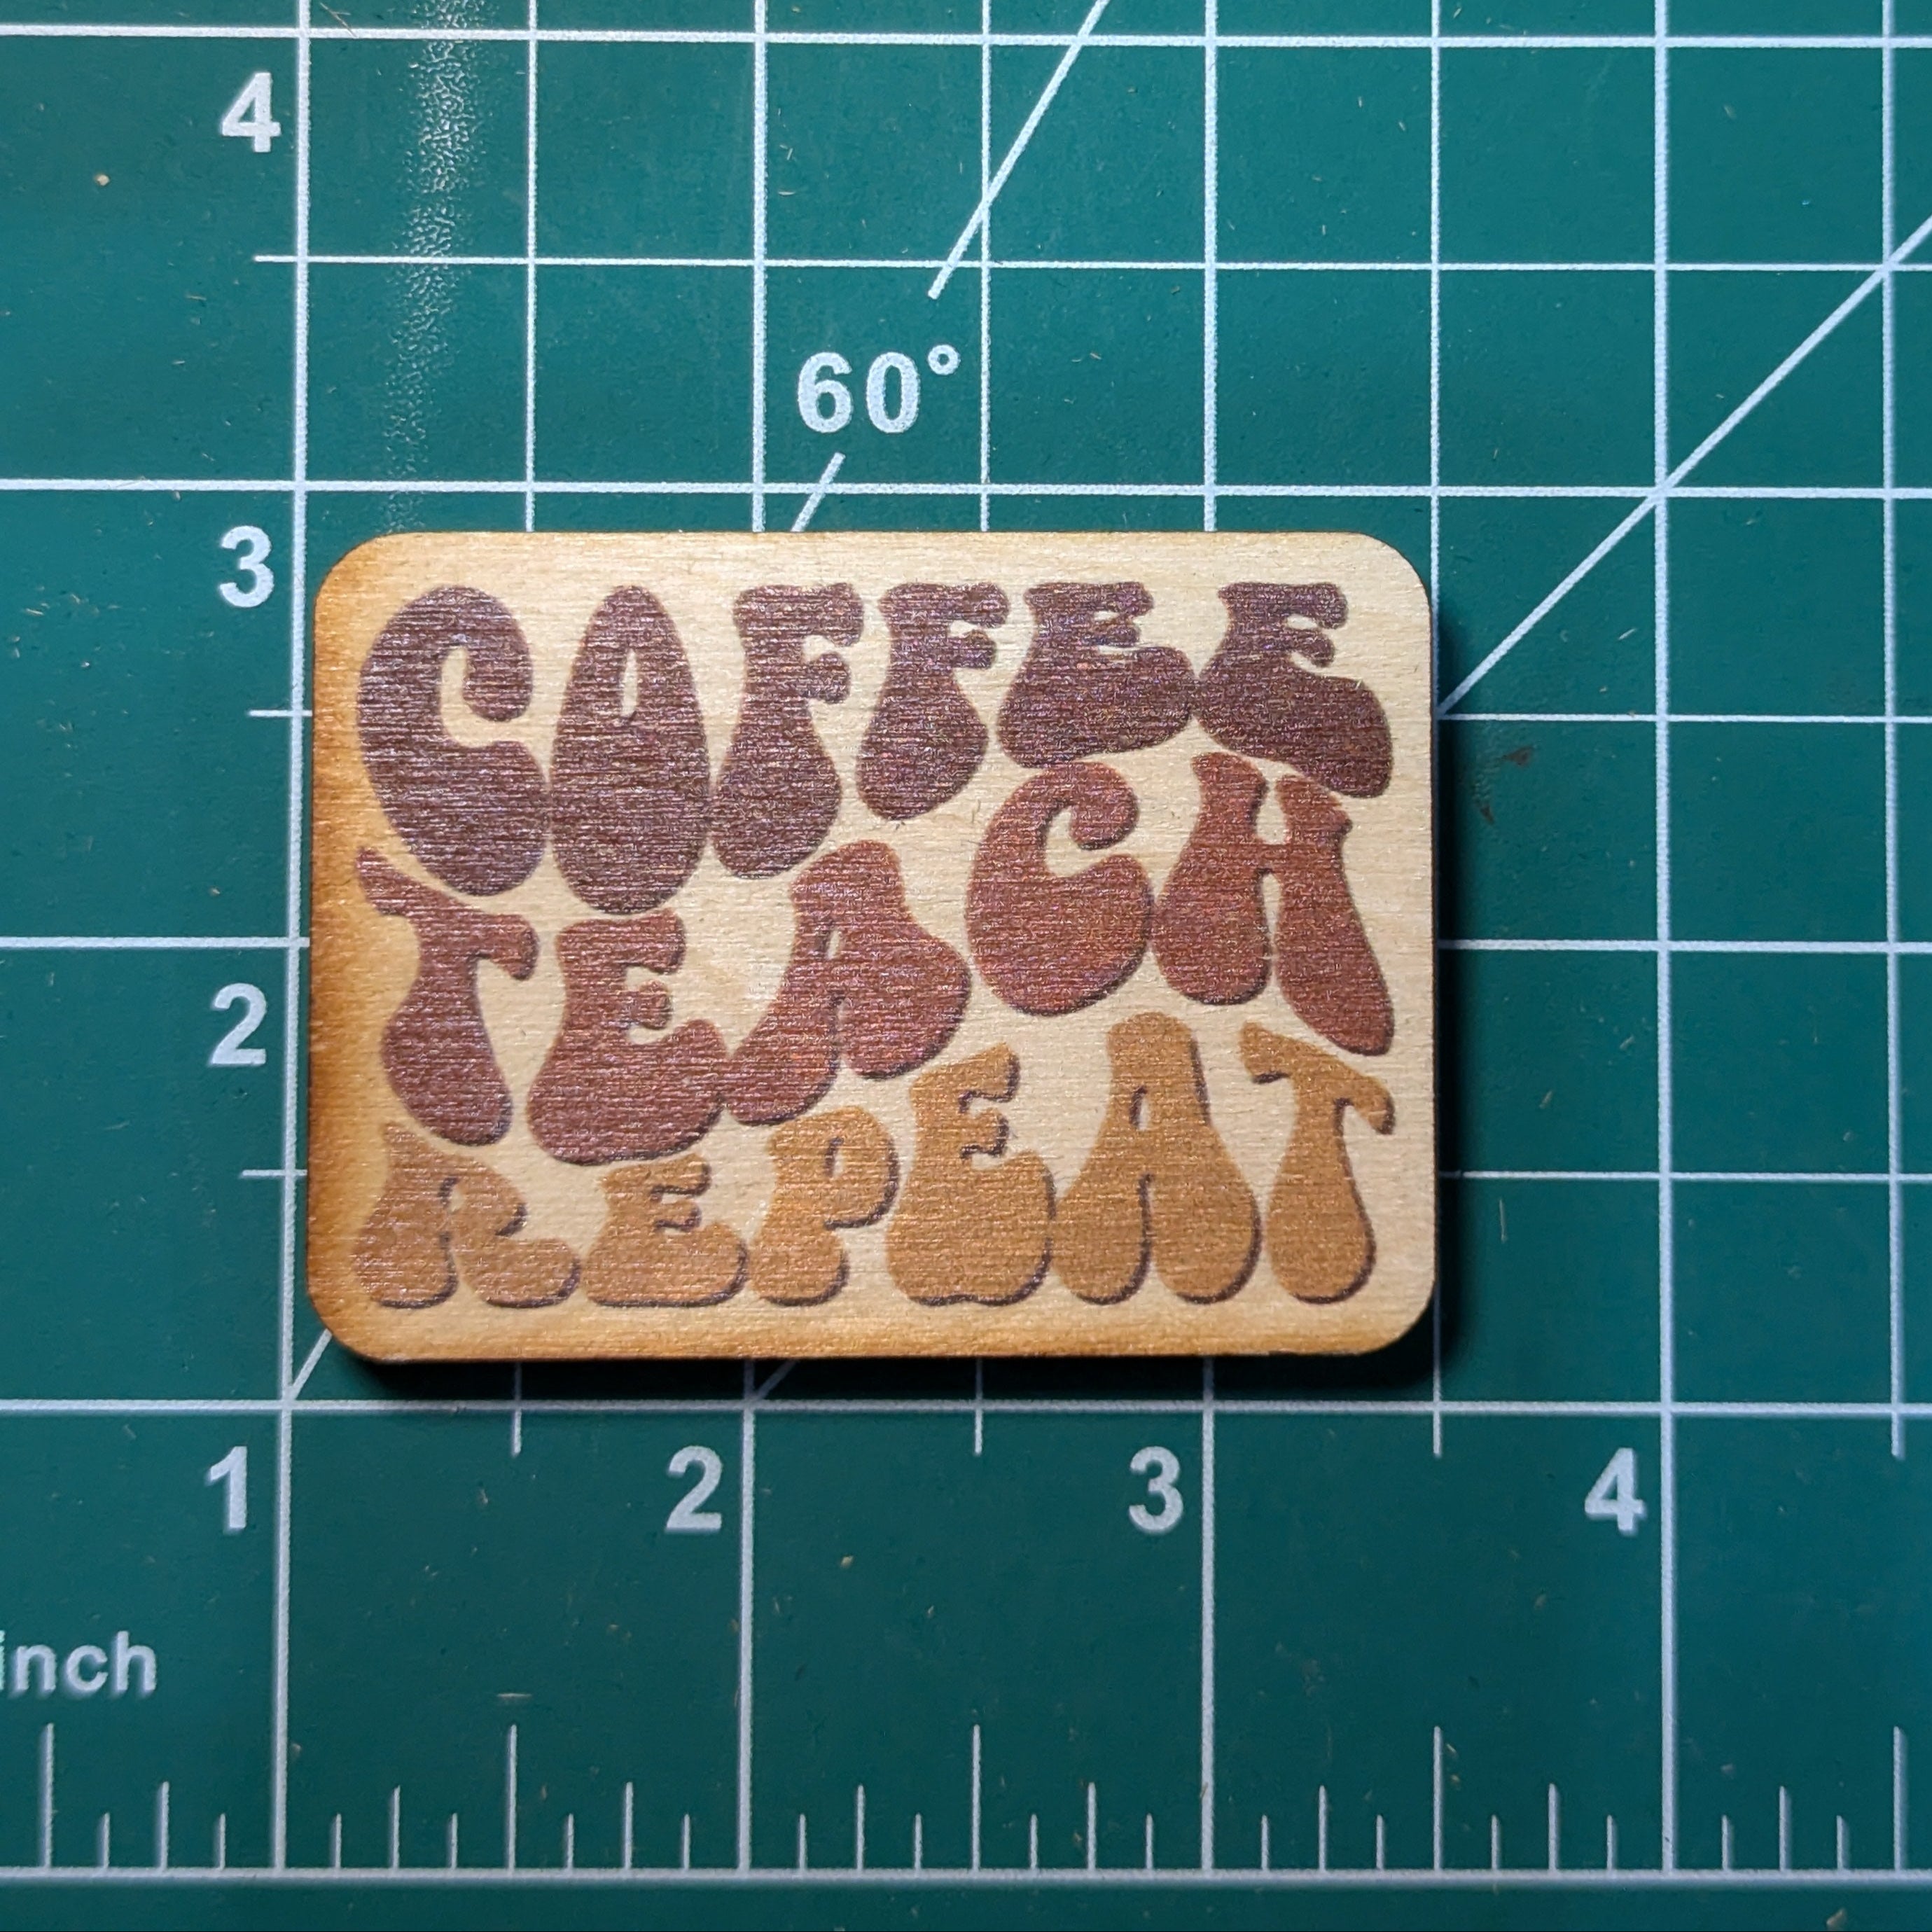 4
60°
3
COFFEE
TEACH
2
REPEAT
1 2 3 4
inch